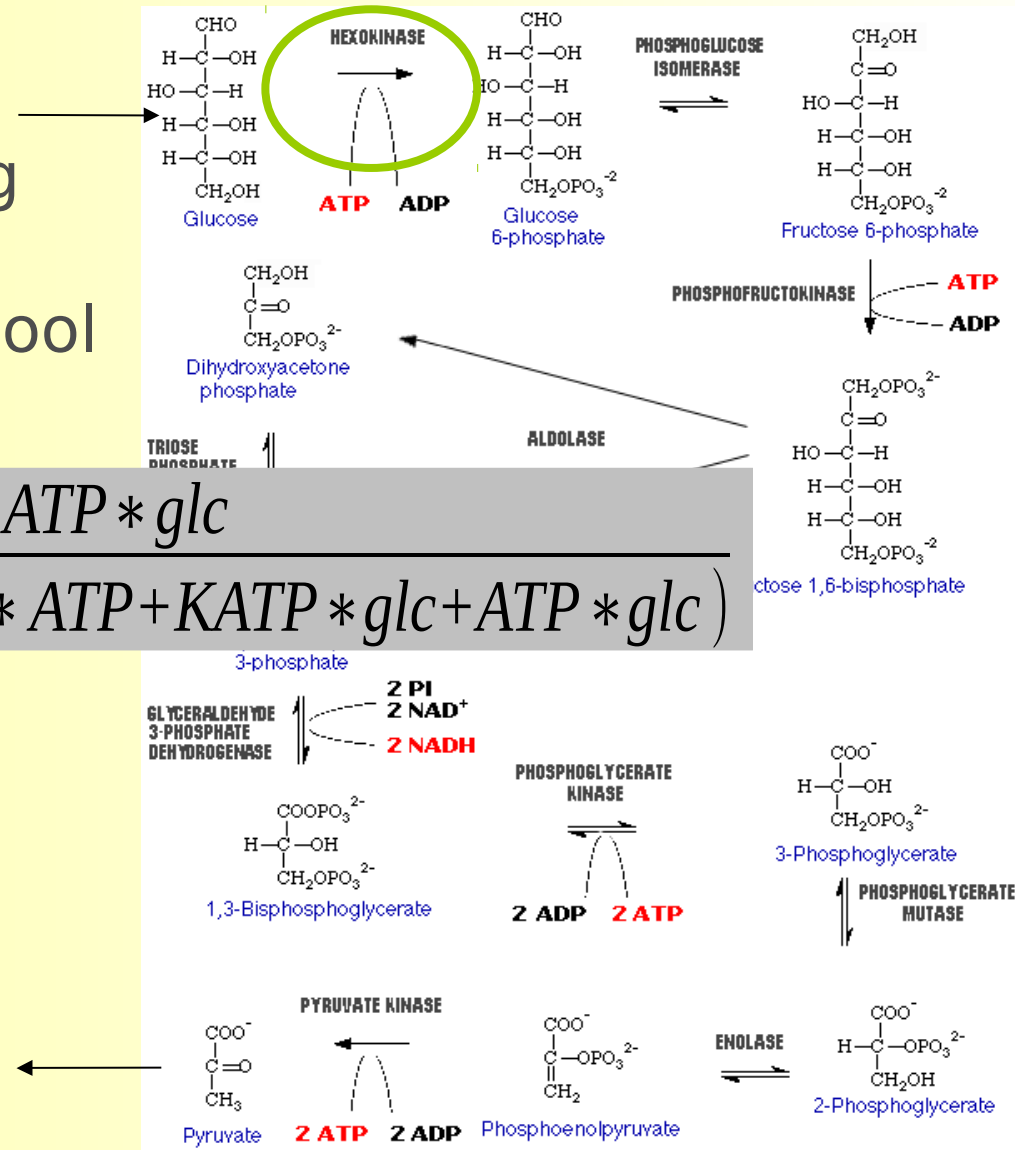 CHO
H-C-OH
HO-C-H
H-C-OH
H-C-OH
CH₂OH
Glucose
HEXOKINASE
ATP ADP
CHO
H-C-OH
HO-C-H
H-C-OH
H-C-OH
CH₂OPO₃⁻²
Glucose
6-phosphate
PHOSPHOGLUCOSE
ISOMERASE
CH₂OH
C=O
HO-C-H
H-C-OH
H-C-OH
CH₂OPO₃⁻²
Fructose 6-phosphate
g
ool
CH₂OH
C=O
CH₂OPO₃²⁻
Dihydroxyacetone
phosphate
PHOSPHOFRUCTOKINASE
ATP
ADP
ALDOLASE
CH₂OPO₃²⁻
C=O
HO-C-H
H-C-OH
H-C-OH
CH₂OPO₃⁻²
ctose 1,6-bisphosphate
TRIOSE
PHOSPHATE
ATP∗glc
∗ATP+KATP∗glc+ATP∗glc)
3-phosphate
GLYCERALDEHYDE
3-PHOSPHATE
DEHYDROGENASE
2 PI
2 NAD⁺
2 NADH
COOPO₃²⁻
H-C-OH
CH₂OPO₃²⁻
1,3-Bisphosphoglycerate
PHOSPHOGLYCERATE
KINASE
2 ADP 2 ATP
COO⁻
H-C-OH
CH₂OPO₃²⁻
3-Phosphoglycerate
PHOSPHOGLYCERATE
MUTASE
COO⁻
H-C-OPO₃²⁻
CH₂OH
2-Phosphoglycerate
ENOLASE
COO⁻
C-OPO₃²⁻
CH₂
Phosphoenolpyruvate
PYRUVATE KINASE
2 ATP 2 ADP
COO⁻
C=O
CH₃
Pyruvate